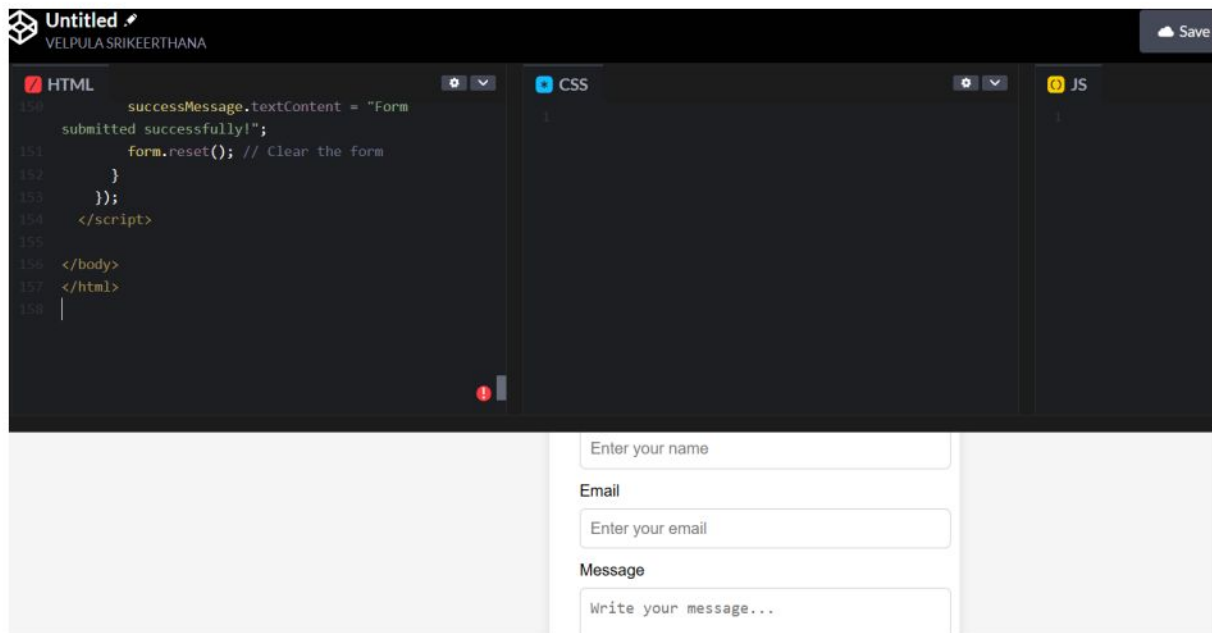 Untitled
VELPULA SRIKEERTHANA
Save
HTML
CSS
JS
150 successMessage.textContent = "Form
submitted successfully!";
151 form.reset(); // Clear the form
152 }
153 });
154 </script>
155
156 </body>
157 </html>
158
1
1
Enter your name
Email
Enter your email
Message
Write your message...